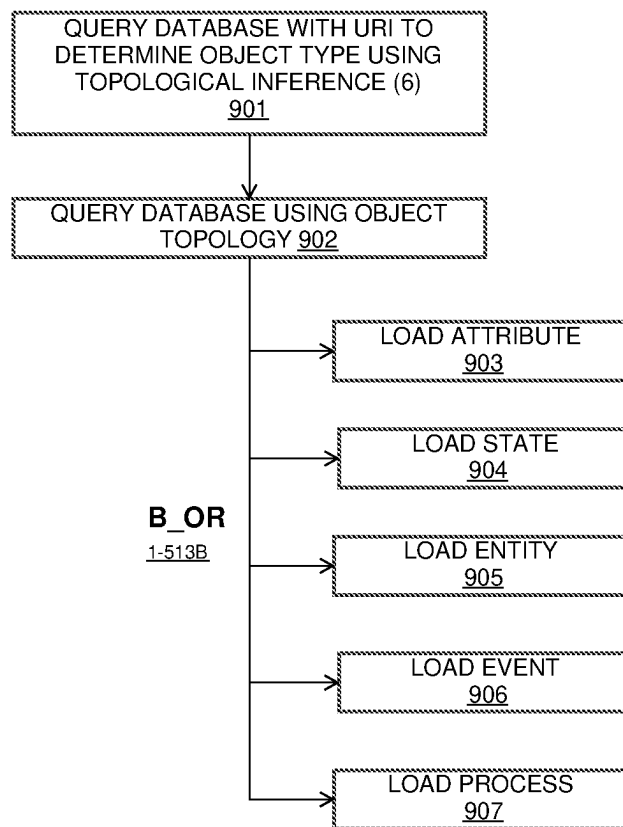 QUERY DATABASE WITH URI TO
DETERMINE OBJECT TYPE USING
TOPOLOGICAL INFERENCE (6)
901
QUERY DATABASE USING OBJECT
TOPOLOGY 902
LOAD ATTRIBUTE
903
LOAD STATE
904
B_OR
1-513B
LOAD ENTITY
905
LOAD EVENT
906
LOAD PROCESS
907